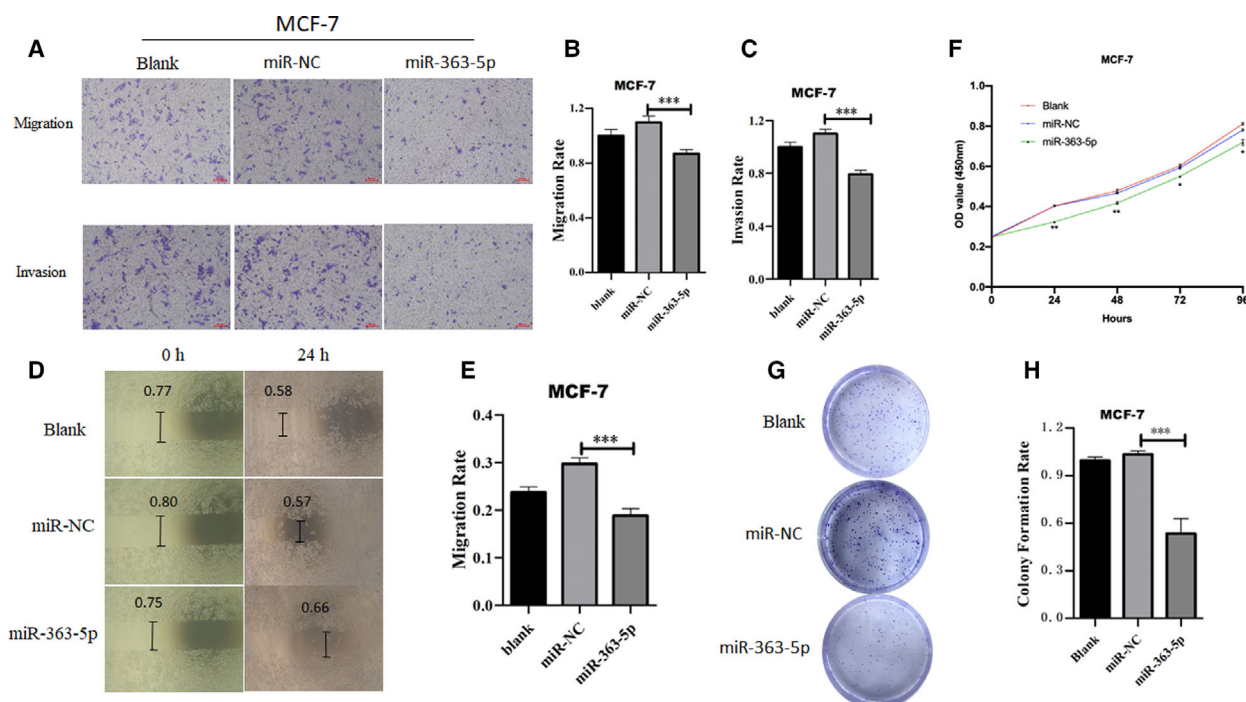 MCF-7
A
Blank
miR-NC
miR-363-5p
Migration
Invasion
B
MCF-7
***
Migration Rate
1.2
0.9
0.6
0.3
0.0
blank
miR-NC
miR-363-5p
C
MCF-7
***
Invasion Rate
1.6
1.2
0.8
0.4
0.0
blank
miR-NC
miR-363-5p
F
MCF-7
Blank
miR-NC
miR-363-5p
OD value (450nm)
1.0
0.8
0.6
0.4
0.2
0.0
**
**
*
*
0
24
48
72
96
Hours
D
0 h
24 h
Blank
0.77
0.58
miR-NC
0.80
0.57
miR-363-5p
0.75
0.66
E
MCF-7
***
Migration Rate
0.4
0.3
0.2
0.1
0.0
blank
miR-NC
miR-363-5p
G
Blank
miR-NC
miR-363-5p
H
MCF-7
***
Colony Formation Rate
1.2
0.9
0.6
0.3
0.0
Blank
miR-NC
miR-363-5p